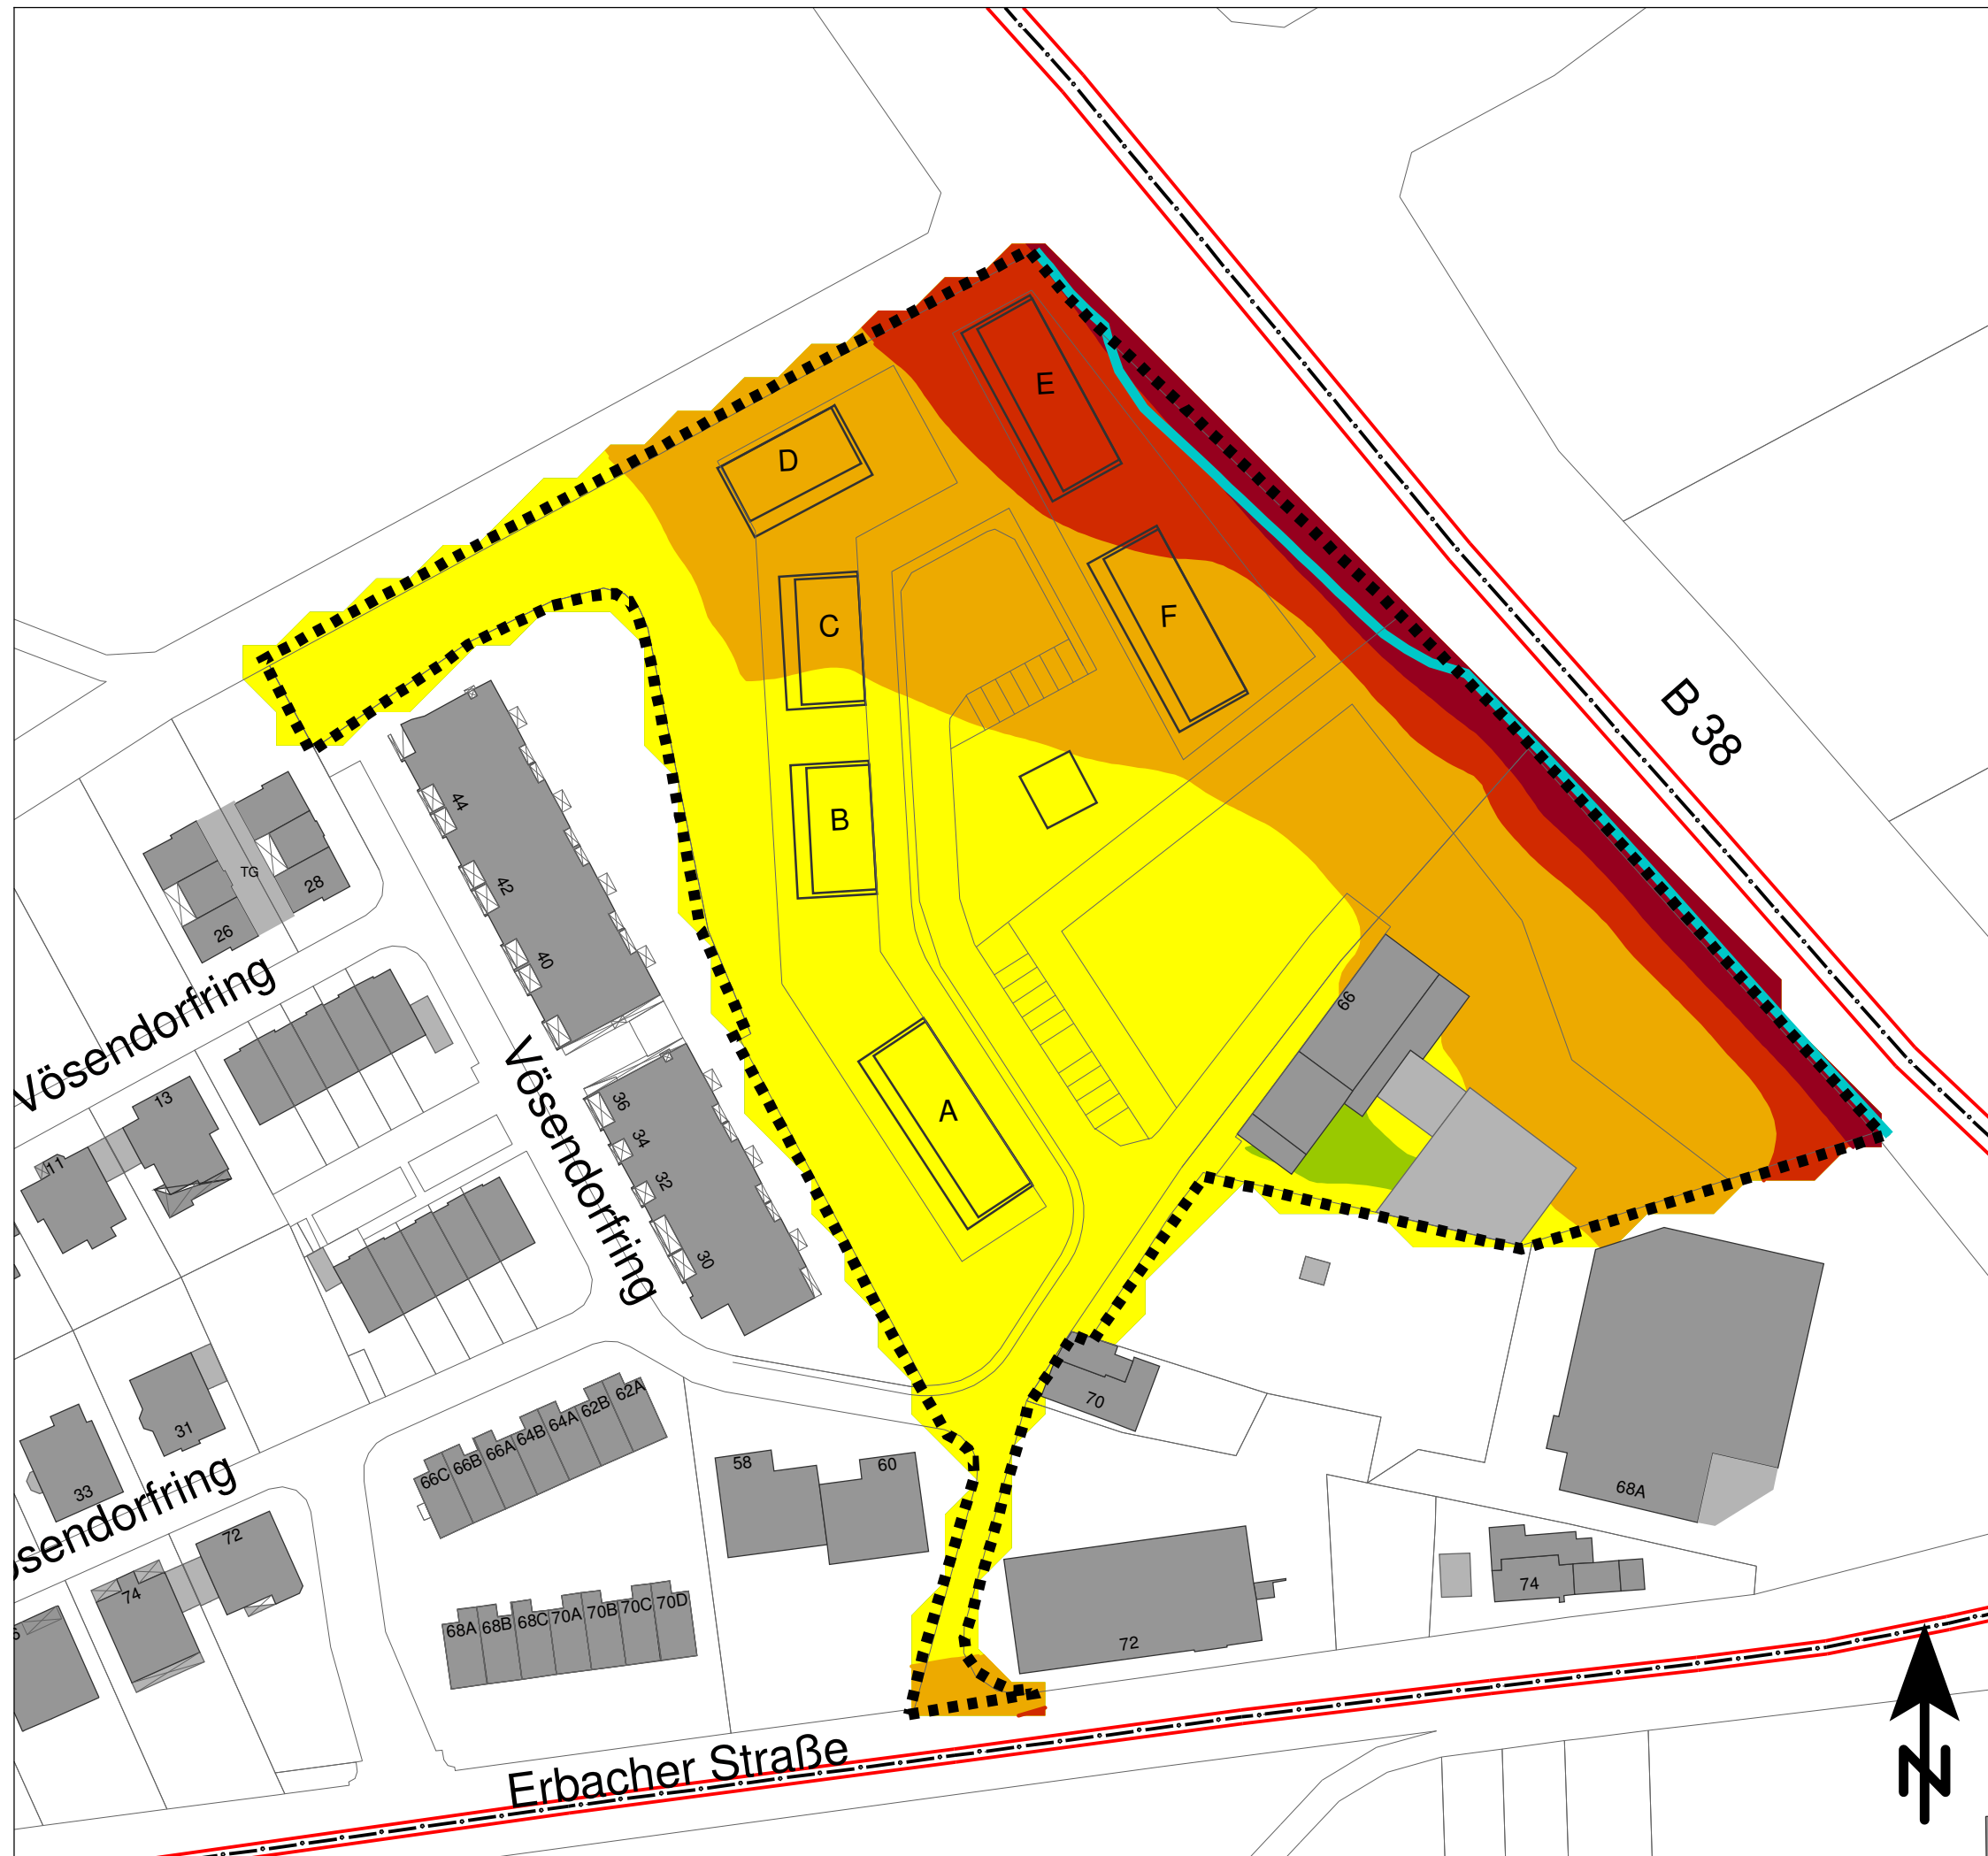 E
D
C
F
B 38
B
A
44
42
40
TG
28
26
66
Vösendorfring
Vösendorfring
13
11
36
34
32
30
31
33
70
62A
62B
64A
64B
66A
66B
66C
58
60
68A
sendorfring
72
74
74
72
68A
68B
68C
70A
70B
70C
70D
Erbacher Straße
N